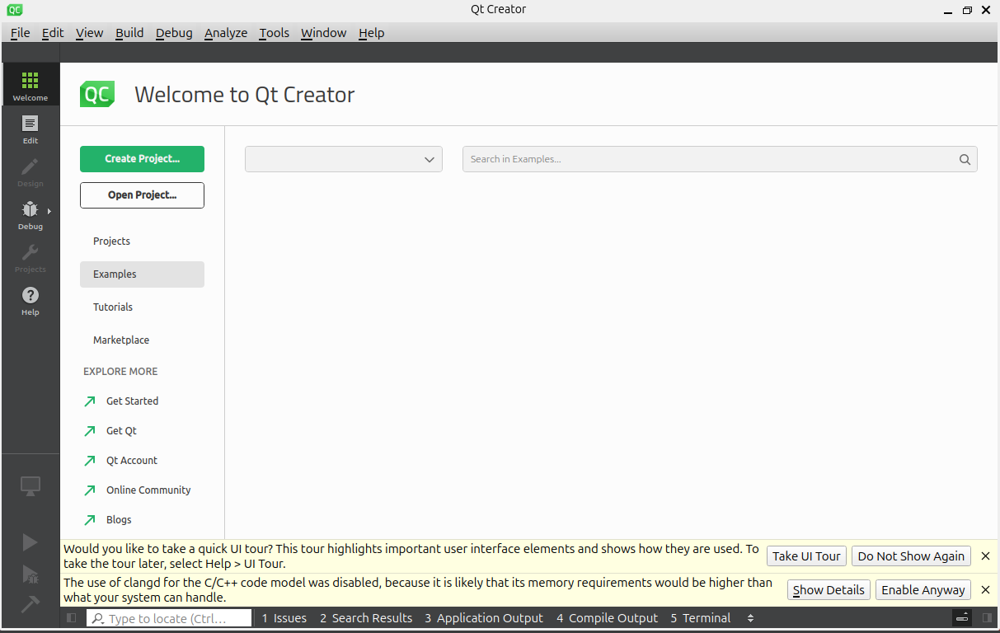 QC
Qt Creator
File Edit View Build Debug Analyze Tools Window Help
Welcome
Edit
Design
Debug
Projects
Help
QC Welcome to Qt Creator
Create Project...
Open Project...
Projects
Examples
Tutorials
Marketplace
EXPLORE MORE
Get Started
Get Qt
Qt Account
Online Community
Blogs
Search in Examples...
Would you like to take a quick UI tour? This tour highlights important user interface elements and shows how they are used. To
take the tour later, select Help > UI Tour.
Take UI Tour Do Not Show Again
The use of clangd for the C/C++ code model was disabled, because it is likely that its memory requirements would be higher than
what your system can handle.
Show Details Enable Anyway
Type to locate (Ctrl... 1 Issues 2 Search Results 3 Application Output 4 Compile Output 5 Terminal